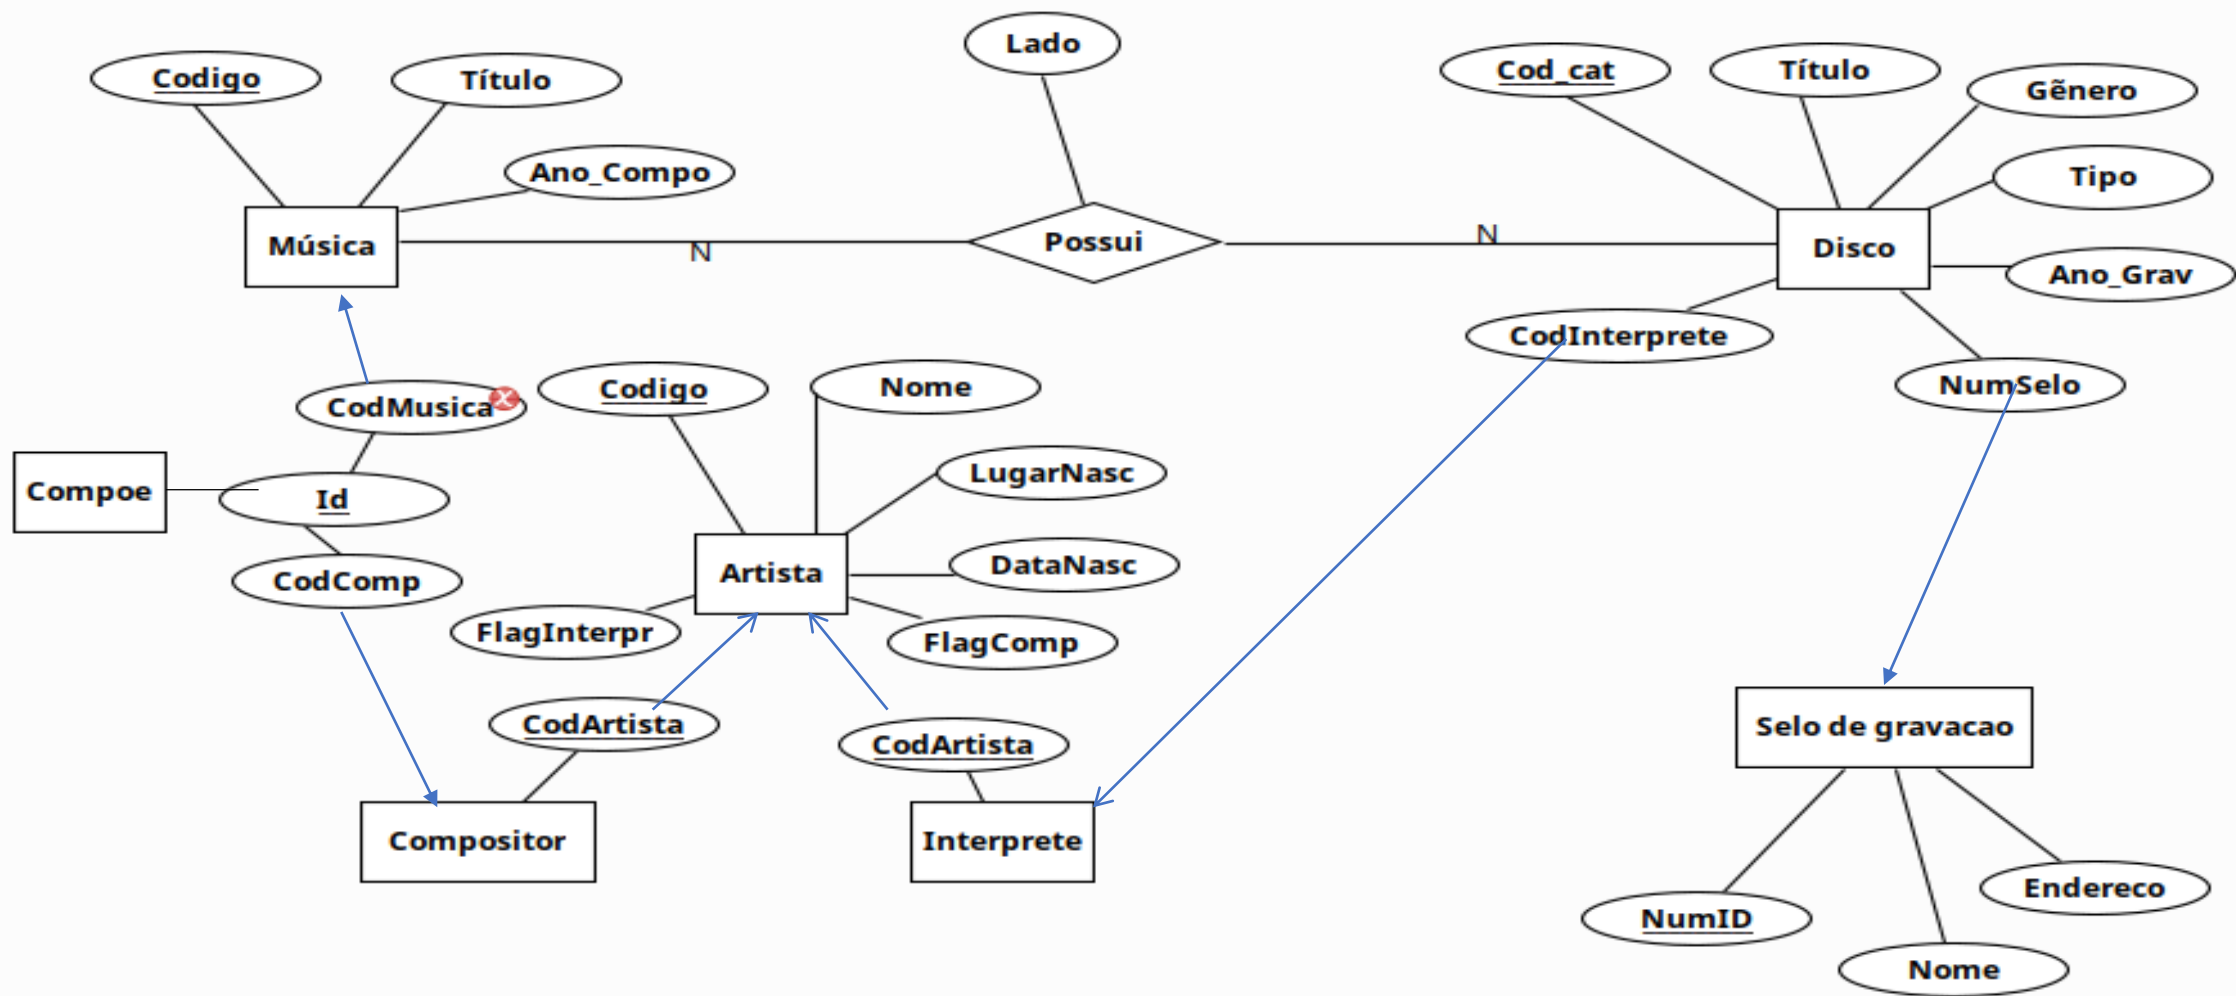 Lado
Codigo
Título
Cod_cat
Título
Gẽnero
Ano_Compo
Tipo
Música
N
Possui
N
Disco
Ano_Grav
CodInterprete
NumSelo
CodMusica
Codigo
Nome
LugarNasc
Compoe
Id
CodComp
Artista
DataNasc
FlagInterpr
FlagComp
CodArtista
CodArtista
Selo de gravacao
Compositor
Interprete
Endereco
NumID
Nome